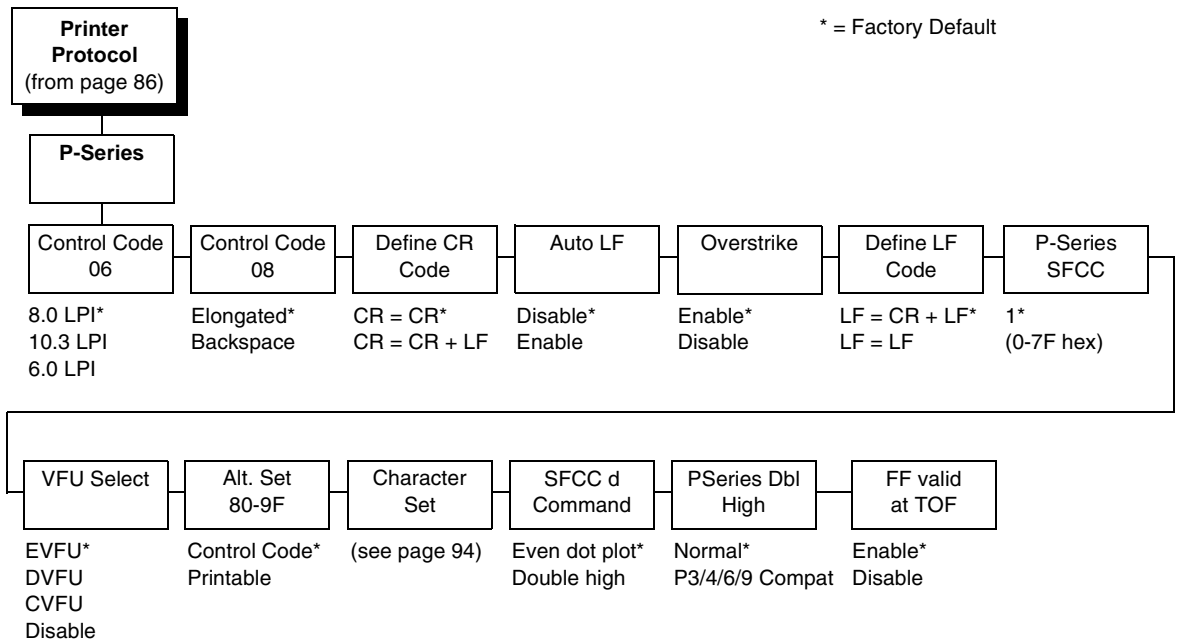 Printer
Protocol
(from page 86)
* = Factory Default
P-Series
Control Code
06
8.0 LPI*
10.3 LPI
6.0 LPI
Control Code
08
Elongated*
Backspace
Define CR
Code
CR = CR*
CR = CR + LF
Auto LF
Disable*
Enable
Overstrike
Enable*
Disable
Define LF
Code
LF = CR + LF*
LF = LF
P-Series
SFCC
1*
(0-7F hex)
VFU Select
EVFU*
DVFU
CVFU
Disable
Alt. Set
80-9F
Control Code*
Printable
Character
Set
(see page 94)
SFCC d
Command
Even dot plot*
Double high
PSeries Dbl
High
Normal*
P3/4/6/9 Compat
FF valid
at TOF
Enable*
Disable